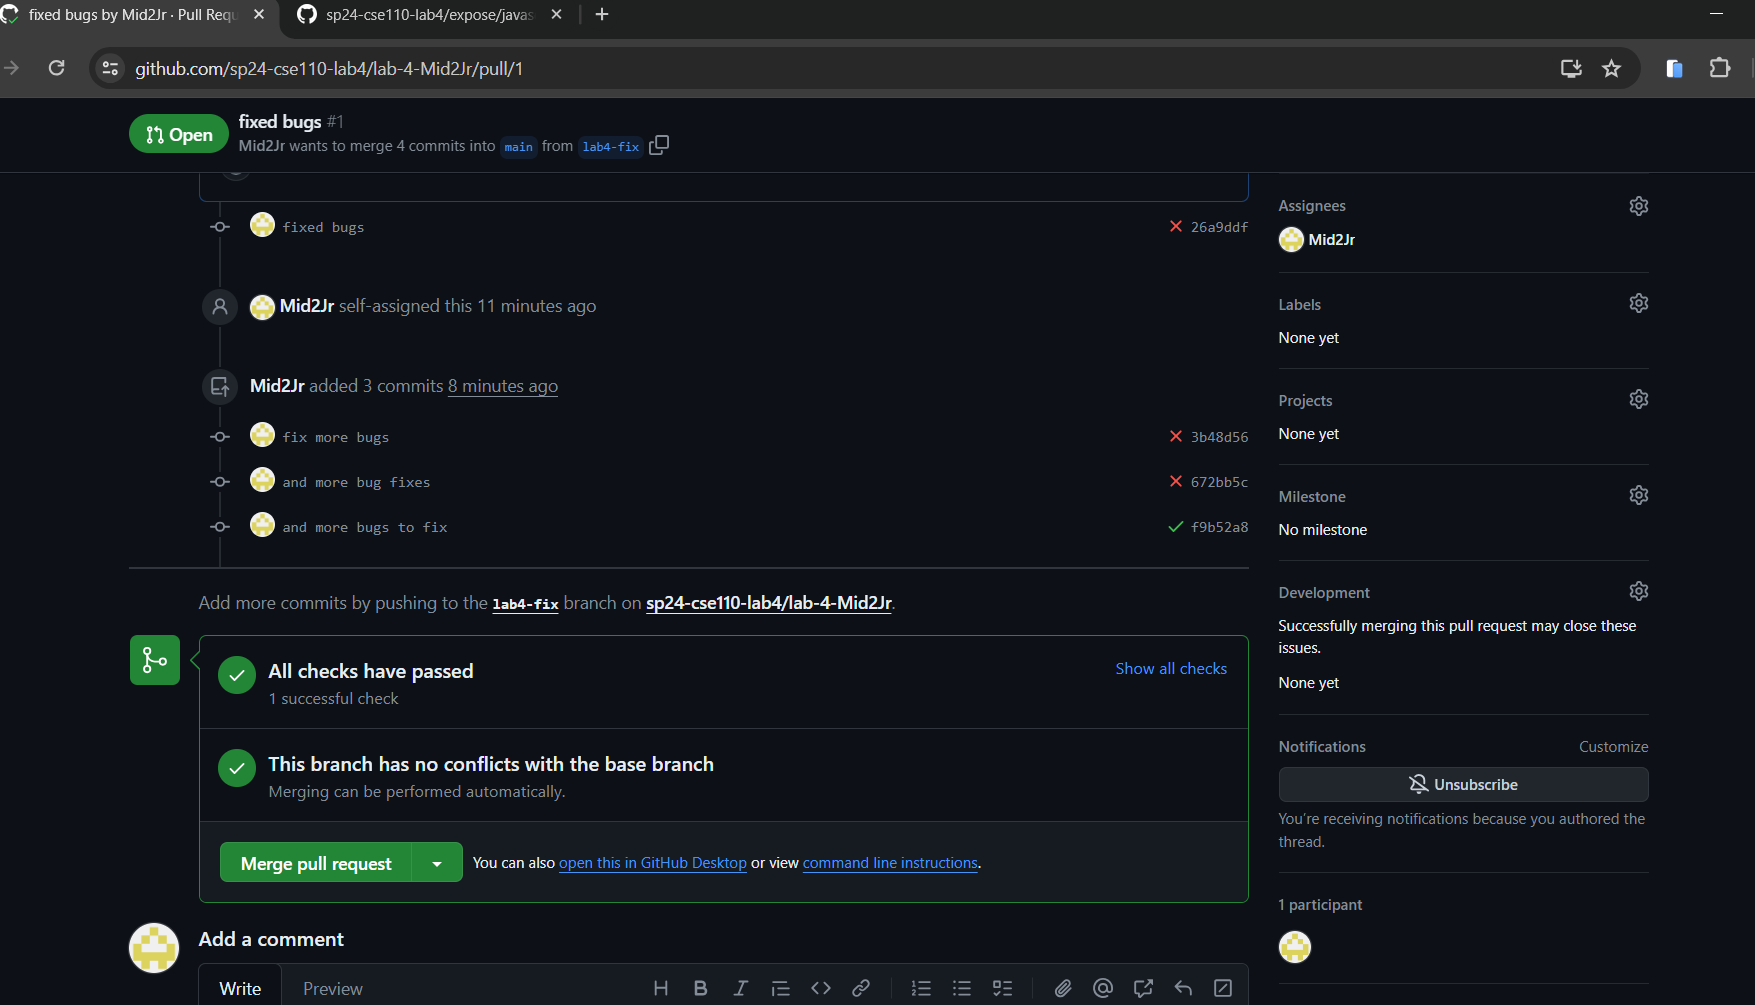 fixed bugs by Mid2Jr · Pull Requ
sp24-cse110-lab4/expose/javas
github.com/sp24-cse110-lab4/lab-4-Mid2Jr/pull/1
Open
fixed bugs #1
Mid2Jr wants to merge 4 commits into main from lab4-fix
fixed bugs
26a9ddf
Mid2Jr self-assigned this 11 minutes ago
Mid2Jr added 3 commits 8 minutes ago
fix more bugs
3b48d56
and more bug fixes
672bb5c
and more bugs to fix
f9b52a8
Add more commits by pushing to the lab4-fix branch on sp24-cse110-lab4/lab-4-Mid2Jr.
All checks have passed
Show all checks
1 successful check
This branch has no conflicts with the base branch
Merging can be performed automatically.
Merge pull request
You can also open this in GitHub Desktop or view command line instructions.
Add a comment
Write
Preview
Assignees
Mid2Jr
Labels
None yet
Projects
None yet
Milestone
No milestone
Development
Successfully merging this pull request may close these
issues.
None yet
Notifications
Customize
Unsubscribe
You're receiving notifications because you authored the
thread.
1 participant